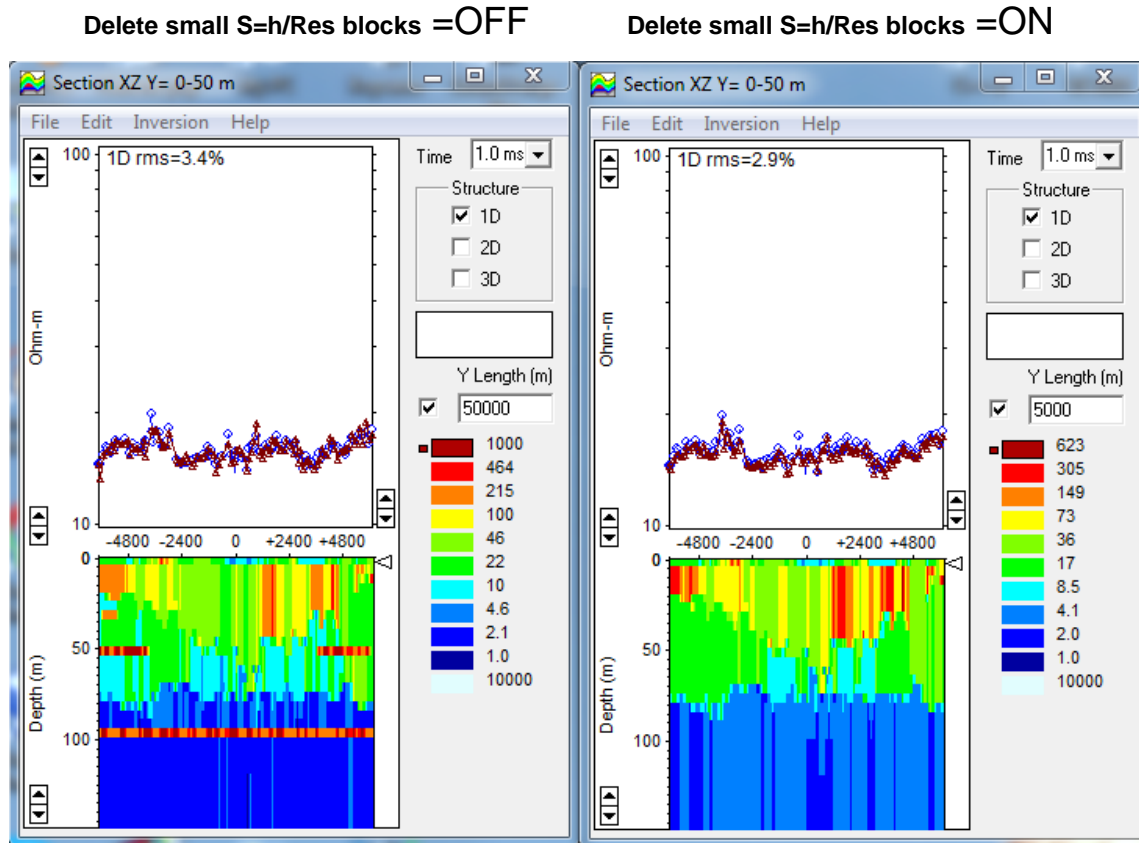 Delete small S=h/Res blocks =OFF
Delete small S=h/Res blocks =ON
Section XZ Y= 0-50 m
File Edit Inversion Help
100
1D rms=3.4%
Ohm-m
10
Time 1.0 ms
Structure
1D
2D
3D
Y Length (m)
50000
1000
464
215
100
46
22
10
4.6
2.1
1.0
10000
-4800 -2400 0 +2400 +4800
0
50
100
Depth (m)
Section XZ Y= 0-50 m
File Edit Inversion Help
100
1D rms=2.9%
Ohm-m
10
Time 1.0 ms
Structure
1D
2D
3D
Y Length (m)
5000
623
305
149
73
36
17
8.5
4.1
2.0
1.0
10000
-4800 -2400 0 +2400 +4800
0
50
100
Depth (m)